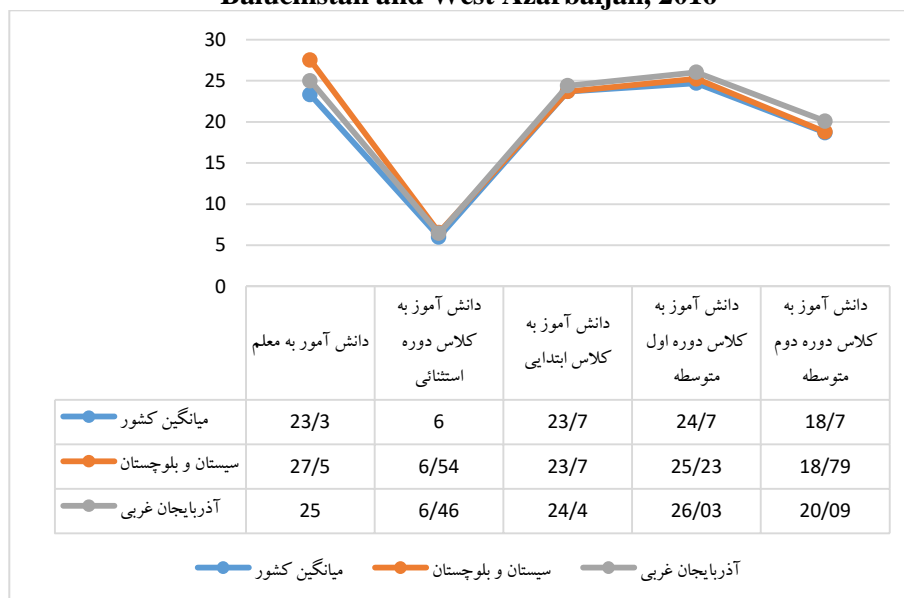 Baluchistan and West Azarbaijan, 2016
30
25
20
15
10
5
0
دانش آمور به معلم
دانش آموز به
کلاس دوره
استثنائی
دانش آموز به
کلاس ابتدایی
دانش آموز به
کلاس دوره اول
متوسطه
دانش آموز به
کلاس دوره دوم
متوسطه
میانگین کشور 23/3 6 23/7 24/7 18/7
سیستان و بلوچستان 27/5 6/54 23/7 25/23 18/79
آذربایجان غربی 25 6/46 24/4 26/03 20/09
میانگین کشور سیستان و بلوچستان آذربایجان غربی